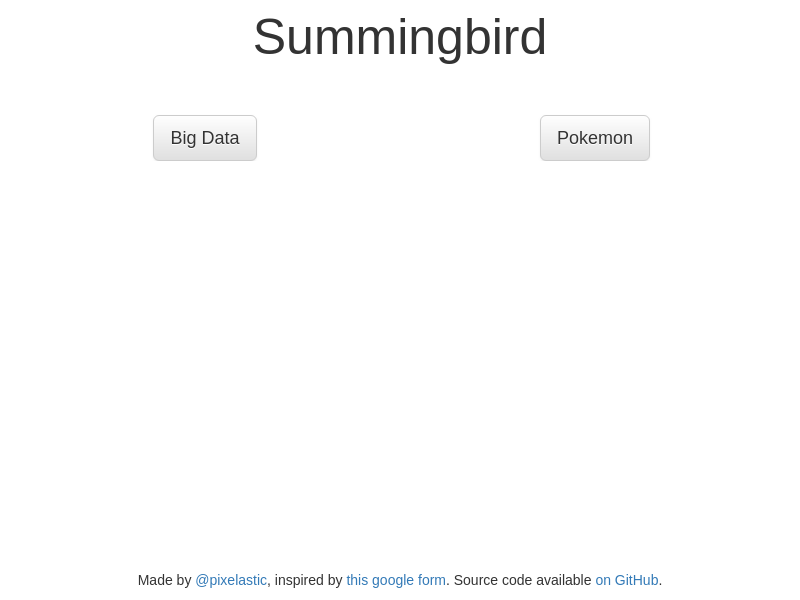 Summingbird
Big Data
Pokemon
Made by @pixelastic, inspired by this google form. Source code available on GitHub.